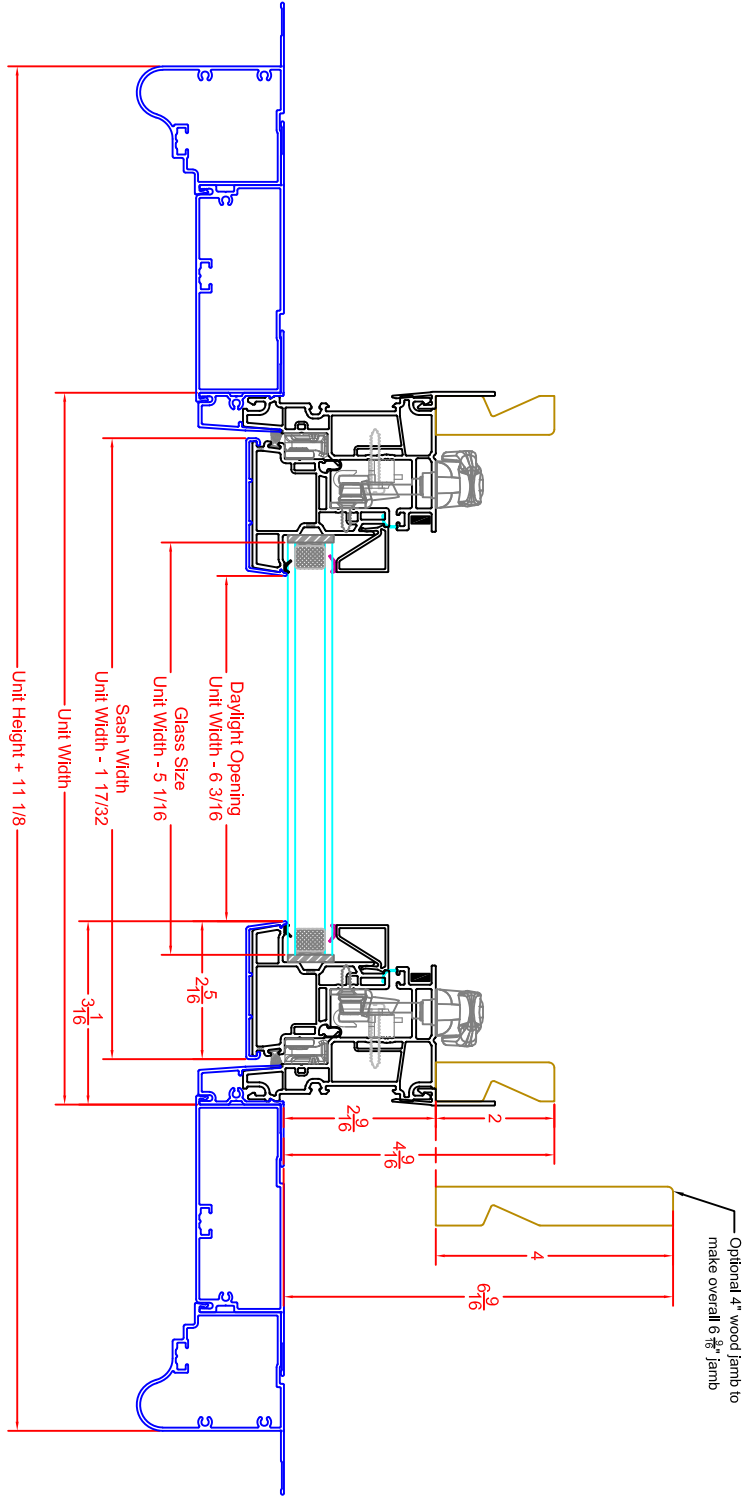 Optional 4" wood jamb to
make overall 6 9/16" jamb
Daylight Opening
Unit Width - 6 3/16
Glass Size
Unit Width - 5 1/16
Sash Width
Unit Width - 1 17/32
Unit Width
Unit Height + 11 1/8
2 5/16
3 1/16
2 9/16
2
4 9/16
4
6 9/16